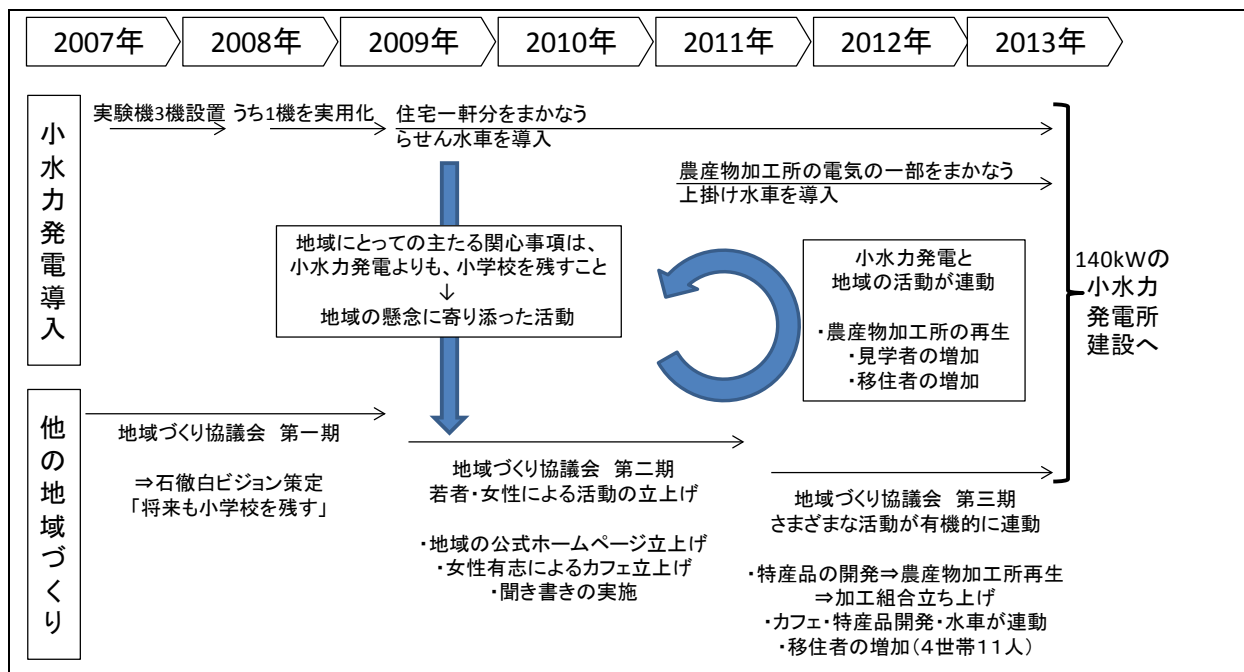 2007年
2008年
2009年
2010年
2011年
2012年
2013年
小水力発電導入
実験機3機設置
うち1機を実用化
住宅一軒分をまかなう
らせん水車を導入
農産物加工所の電気の一部をまかなう
上掛け水車を導入
地域にとっての主たる関心事項は、
小水力発電よりも、小学校を残すこと
↓
地域の懸念に寄り添った活動
小水力発電と
地域の活動が連動
・農産物加工所の再生
・見学者の増加
・移住者の増加
140kWの
小水力
発電所
建設へ
他の地域づくり
地域づくり協議会 第一期
⇒石徹白ビジョン策定
「将来も小学校を残す」
地域づくり協議会 第二期
若者・女性による活動の立上げ
・地域の公式ホームページ立上げ
・女性有志によるカフェ立上げ
・聞き書きの実施
地域づくり協議会 第三期
さまざまな活動が有機的に連動
・特産品の開発⇒農産物加工所再生
⇒加工組合立ち上げ
・カフェ・特産品開発・水車が連動
・移住者の増加(4世帯11人)